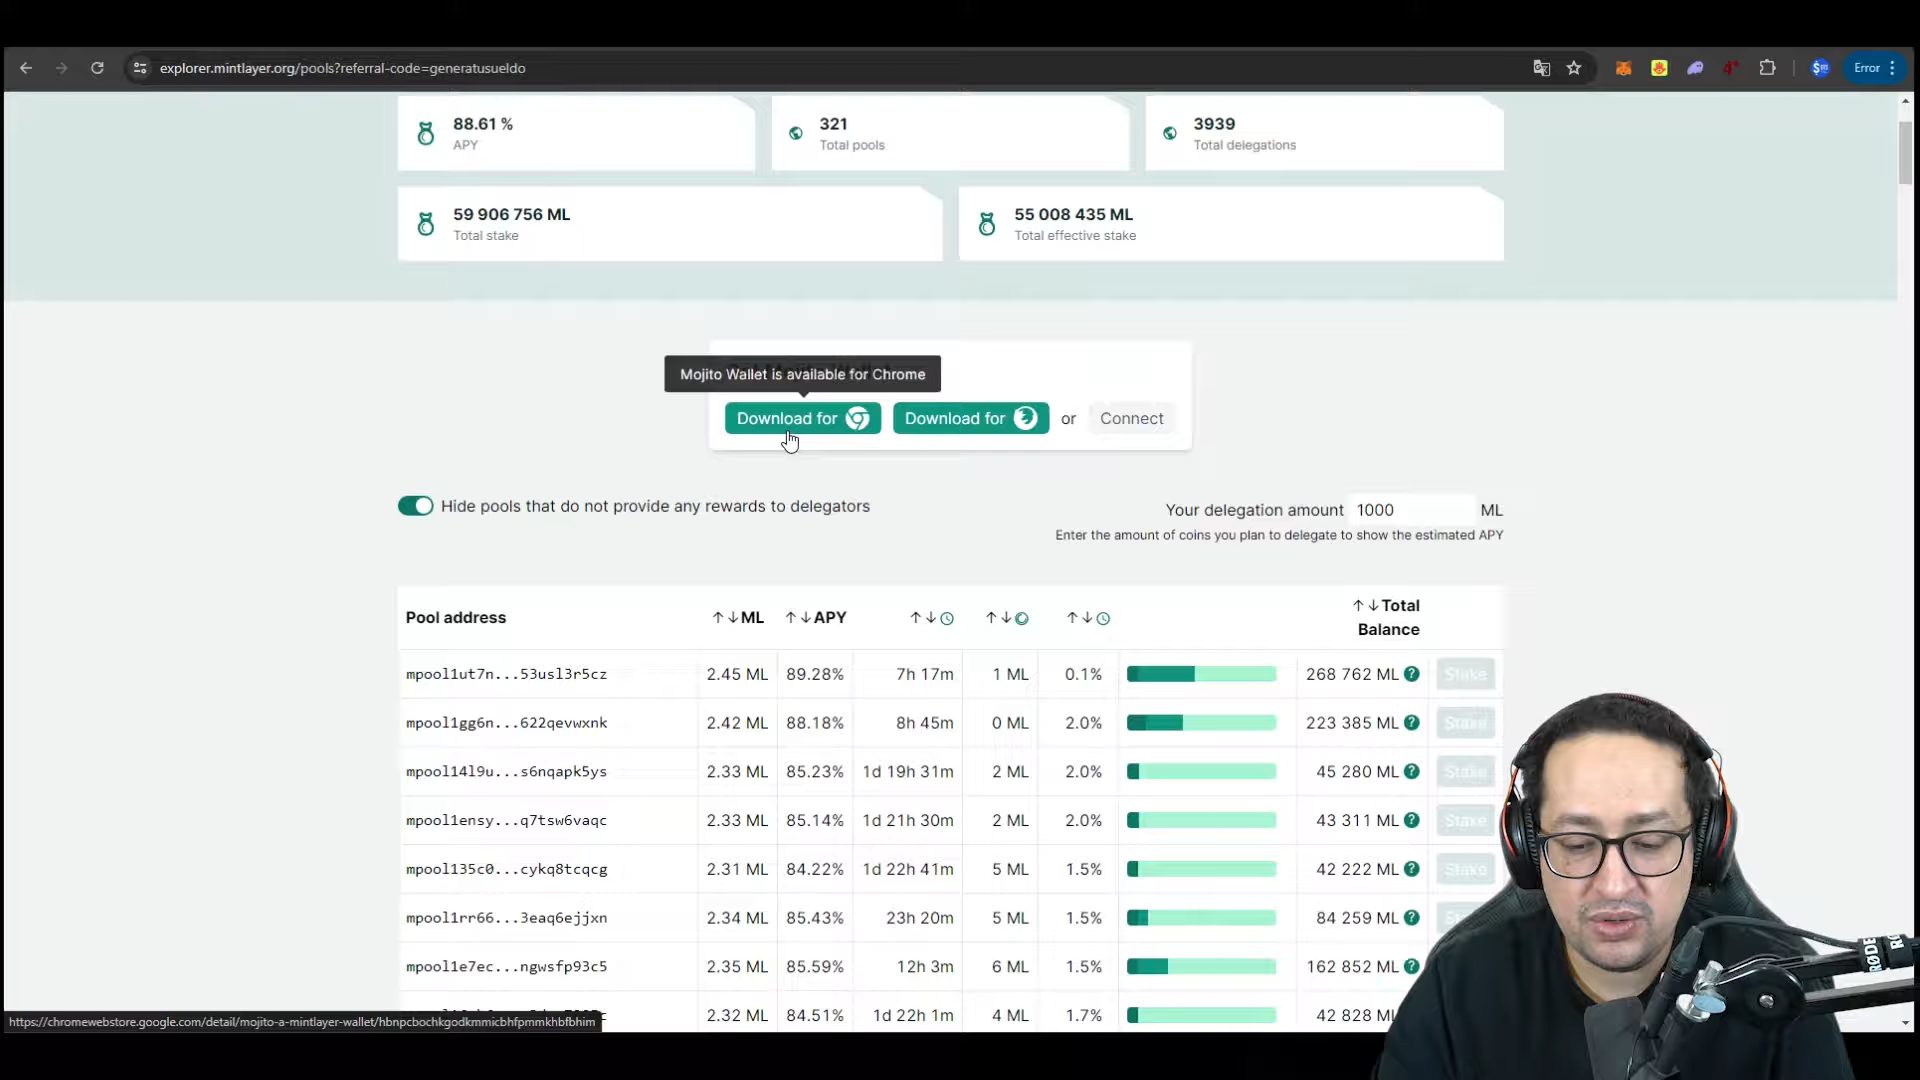 explorer.mintlayer.org/pools?referral-code=generatusueldo
Error
88.61 %
APY
321
Total pools
3939
Total delegations
59 906 756 ML
Total stake
55 008 435 ML
Total effective stake
Mojito Wallet is available for Chrome
Download for
Download for
or
Connect
Hide pools that do not provide any rewards to delegators
Your delegation amount 1000 ML
Enter the amount of coins you plan to delegate to show the estimated APY
Pool address ↑↓ML ↑↓APY ↑↓ ↑↓ ↑↓ ↑↓Total Balance
mpool1ut7n...53usl3r5cz 2.45 ML 89.28% 7h 17m 1 ML 0.1% 268 762 ML ? Stake
mpool1gg6n...622qevwxnk 2.42 ML 88.18% 8h 45m 0 ML 2.0% 223 385 ML ? Stake
mpool14l9u...s6nqapk5ys 2.33 ML 85.23% 1d 19h 31m 2 ML 2.0% 45 280 ML ? Stake
mpool1ensy...q7tsw6vaqc 2.33 ML 85.14% 1d 21h 30m 2 ML 2.0% 43 311 ML ? Stake
mpool135c0...cykq8tcqcg 2.31 ML 84.22% 1d 22h 41m 5 ML 1.5% 42 222 ML ? Stake
mpool1rr66...3eaq6ejjxn 2.34 ML 85.43% 23h 20m 5 ML 1.5% 84 259 ML ?
mpool1e7ec...ngwsfp93c5 2.35 ML 85.59% 12h 3m 6 ML 1.5% 162 852 ML ?
2.32 ML 84.51% 1d 22h 1m 4 ML 1.7% 42 828
https://chromewebstore.google.com/detail/mojito-a-mintlayer-wallet/hbnpcbochkgodkmmicbhfpmmkhbfbhim
RØDE